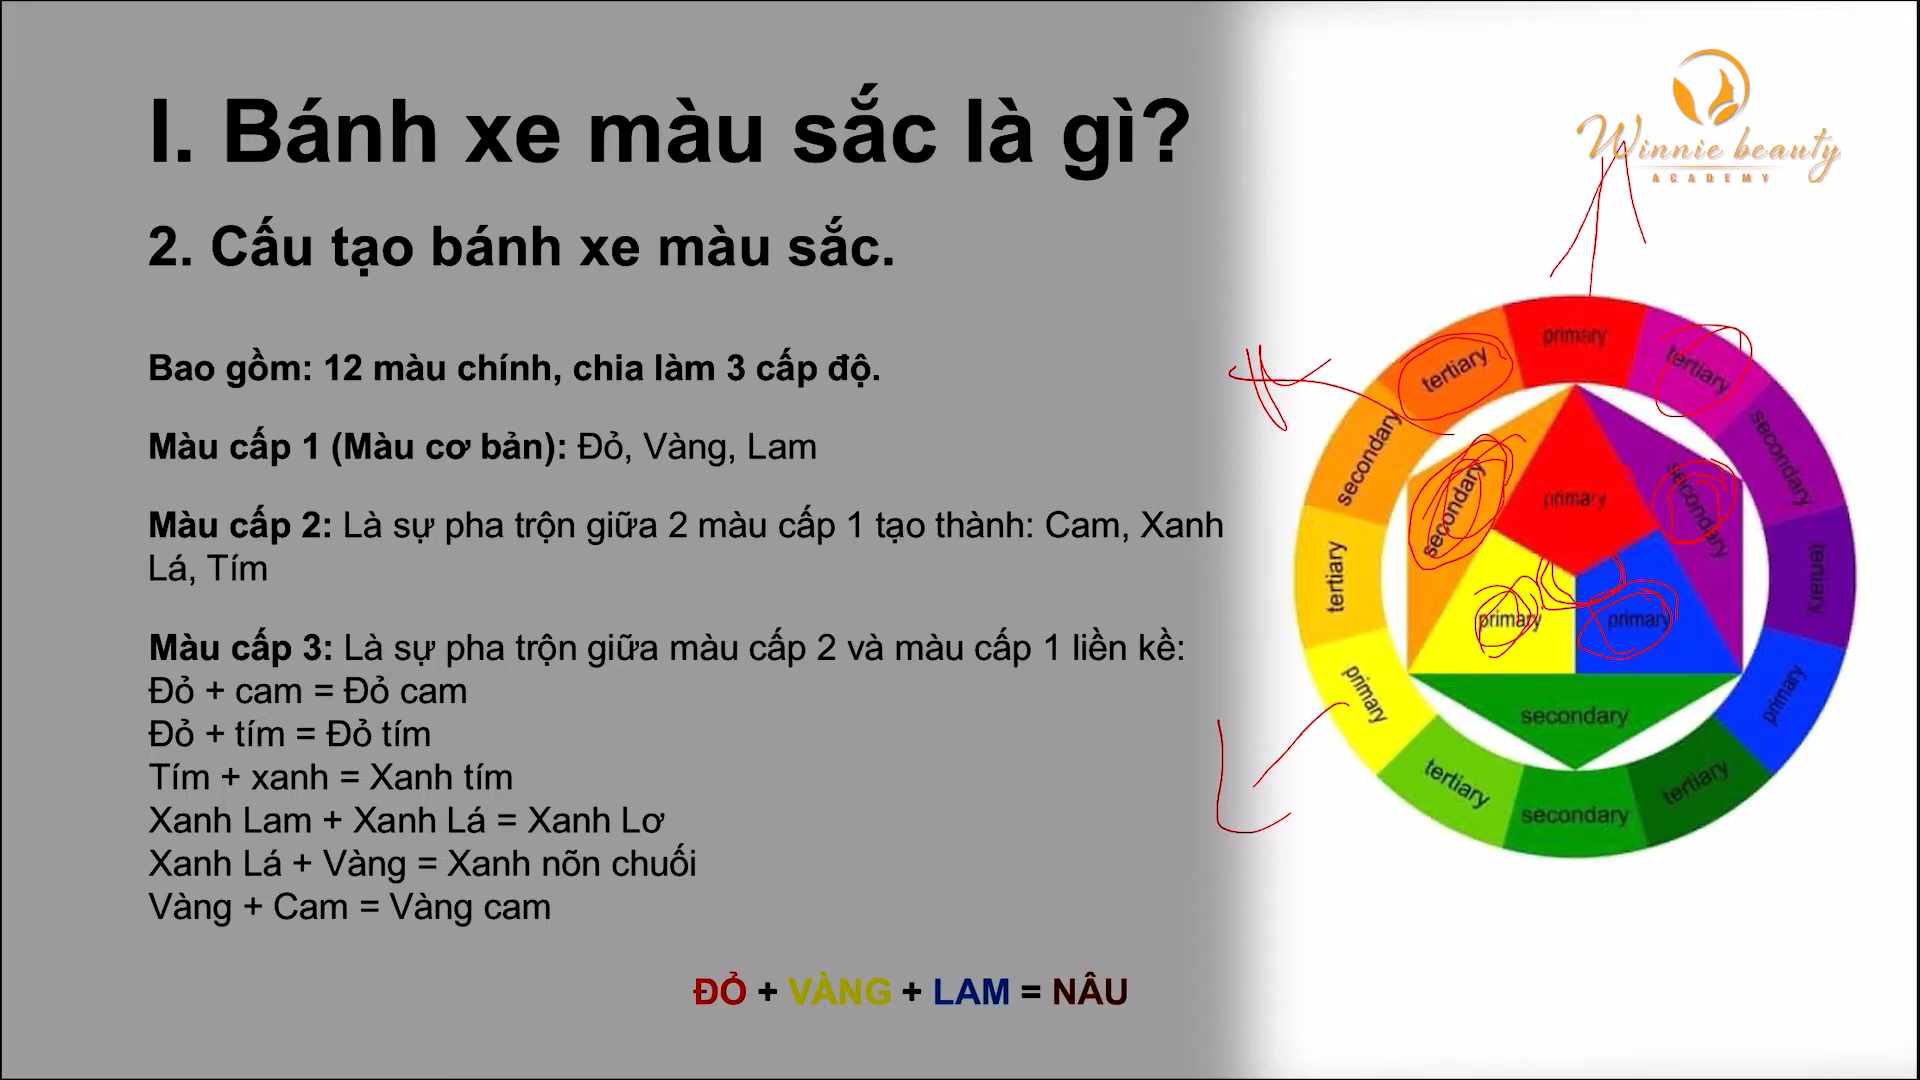 I. Bánh xe màu sắc là gì?
Winnie beauty
ACADEMY
2. Cấu tạo bánh xe màu sắc.
Bao gồm: 12 màu chính, chia làm 3 cấp độ.
Màu cấp 1 (Màu cơ bản): Đỏ, Vàng, Lam
Màu cấp 2: Là sự pha trộn giữa 2 màu cấp 1 tạo thành: Cam, Xanh
Lá, Tím
Màu cấp 3: Là sự pha trộn giữa màu cấp 2 và màu cấp 1 liền kề:
Đỏ + cam = Đỏ cam
Đỏ + tím = Đỏ tím
Tím + xanh = Xanh tím
Xanh Lam + Xanh Lá = Xanh Lơ
Xanh Lá + Vàng = Xanh nõn chuối
Vàng + Cam = Vàng cam
ĐỎ + VÀNG + LAM = NÂU
primary
tertiary
secondary
tertiary
primary
tertiary
secondary
tertiary
primary
tertiary
secondary
tertiary
primary
secondary
primary
secondary
primary
secondary